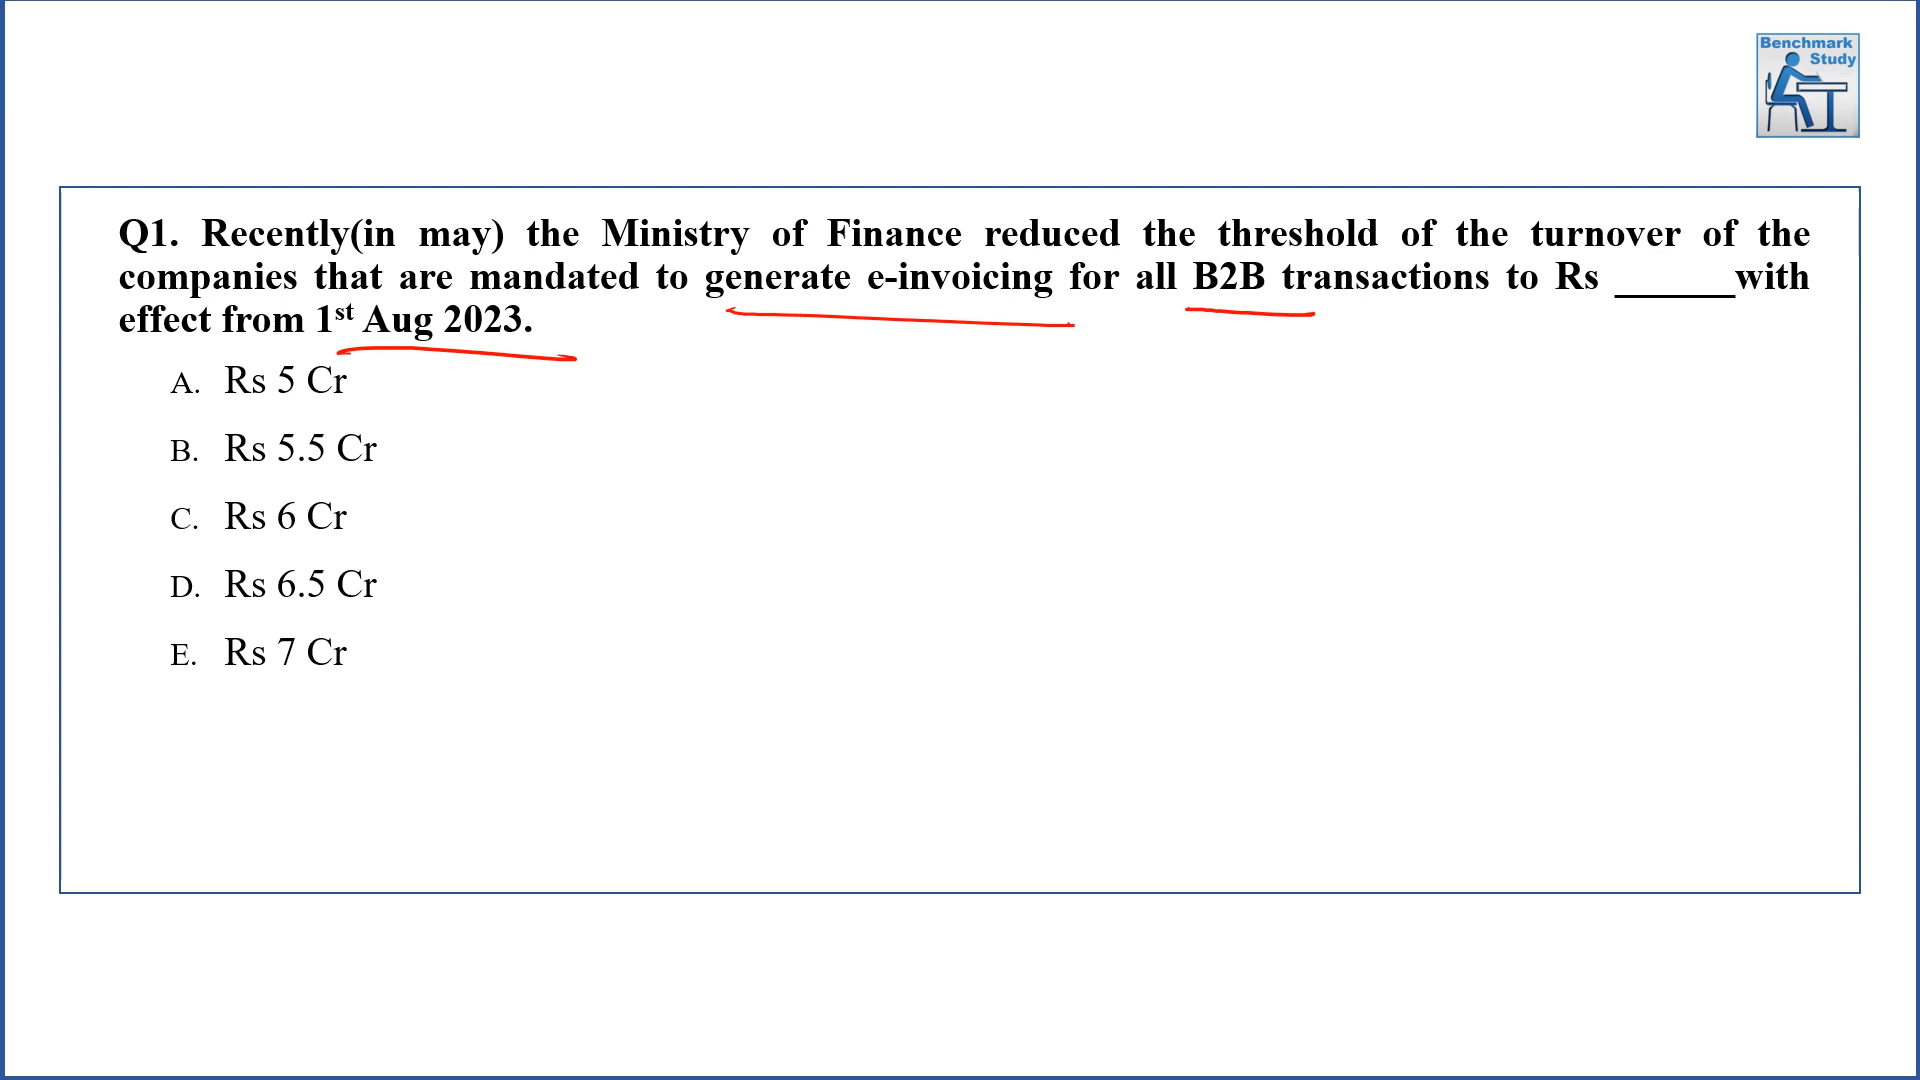 Benchmark
Study
Q1. Recently(in may) the Ministry of Finance reduced the threshold of the turnover of the
companies that are mandated to generate e-invoicing for all B2B transactions to Rs ______with
effect from 1st Aug 2023.
A. Rs 5 Cr
B. Rs 5.5 Cr
C. Rs 6 Cr
D. Rs 6.5 Cr
E. Rs 7 Cr